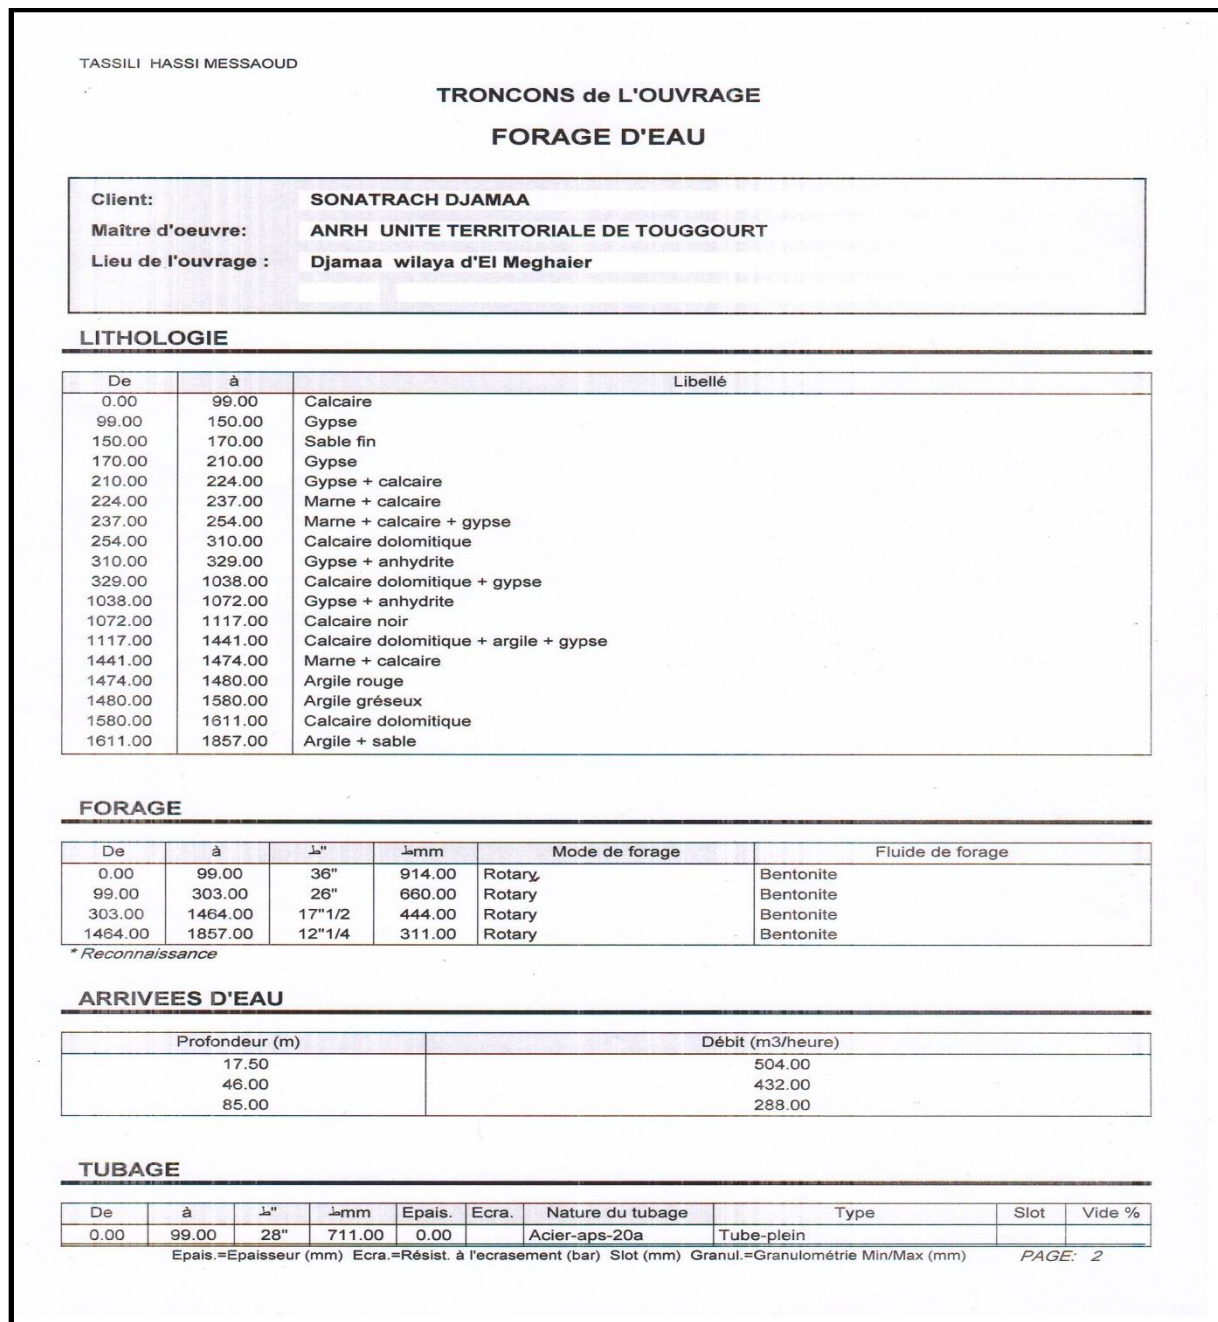 TASSILI HASSI MESSAOUD
TRONCONS de L'OUVRAGE
FORAGE D'EAU
Client: SONATRACH DJAMAA
Maître d'oeuvre: ANRH UNITE TERRITORIALE DE TOUGGOURT
Lieu de l'ouvrage : Djamaa wilaya d'El Meghaier
LITHOLOGIE
De à Libellé
0.00 99.00 Calcaire
99.00 150.00 Gypse
150.00 170.00 Sable fin
170.00 210.00 Gypse
210.00 224.00 Gypse + calcaire
224.00 237.00 Marne + calcaire
237.00 254.00 Marne + calcaire + gypse
254.00 310.00 Calcaire dolomitique
310.00 329.00 Gypse + anhydrite
329.00 1038.00 Calcaire dolomitique + gypse
1038.00 1072.00 Gypse + anhydrite
1072.00 1117.00 Calcaire noir
1117.00 1441.00 Calcaire dolomitique + argile + gypse
1441.00 1474.00 Marne + calcaire
1474.00 1480.00 Argile rouge
1480.00 1580.00 Argile gréseux
1580.00 1611.00 Calcaire dolomitique
1611.00 1857.00 Argile + sable
FORAGE
De à ط" طmm Mode de forage Fluide de forage
0.00 99.00 36" 914.00 Rotary Bentonite
99.00 303.00 26" 660.00 Rotary Bentonite
303.00 1464.00 17"1/2 444.00 Rotary Bentonite
1464.00 1857.00 12"1/4 311.00 Rotary Bentonite
* Reconnaissance
ARRIVEES D'EAU
Profondeur (m) Débit (m3/heure)
17.50 504.00
46.00 432.00
85.00 288.00
TUBAGE
De à ط" طmm Epais. Ecra. Nature du tubage Type Slot Vide %
0.00 99.00 28" 711.00 0.00 Acier-aps-20a Tube-plein
Epais.=Epaisseur (mm) Ecra.=Résist. à l'ecrasement (bar) Slot (mm) Granul.=Granulométrie Min/Max (mm) PAGE: 2